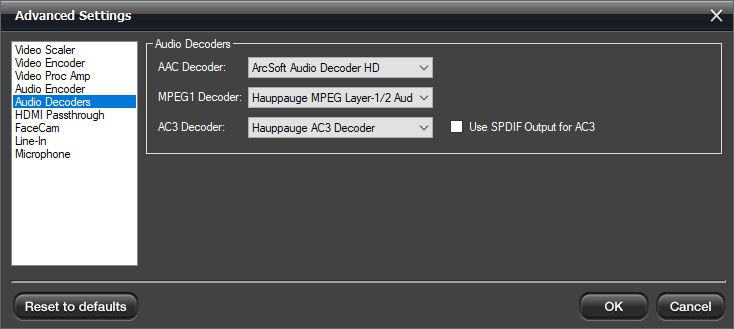 Advanced Settings
Video Scaler
Video Encoder
Video Proc Amp
Audio Encoder
Audio Decoders
HDMI Passthrough
FaceCam
Line-In
Microphone
Audio Decoders
AAC Decoder: ArcSoft Audio Decoder HD
MPEG1 Decoder: Hauppauge MPEG Layer-1/2 Aud
AC3 Decoder: Hauppauge AC3 Decoder Use SPDIF Output for AC3
Reset to defaults OK Cancel